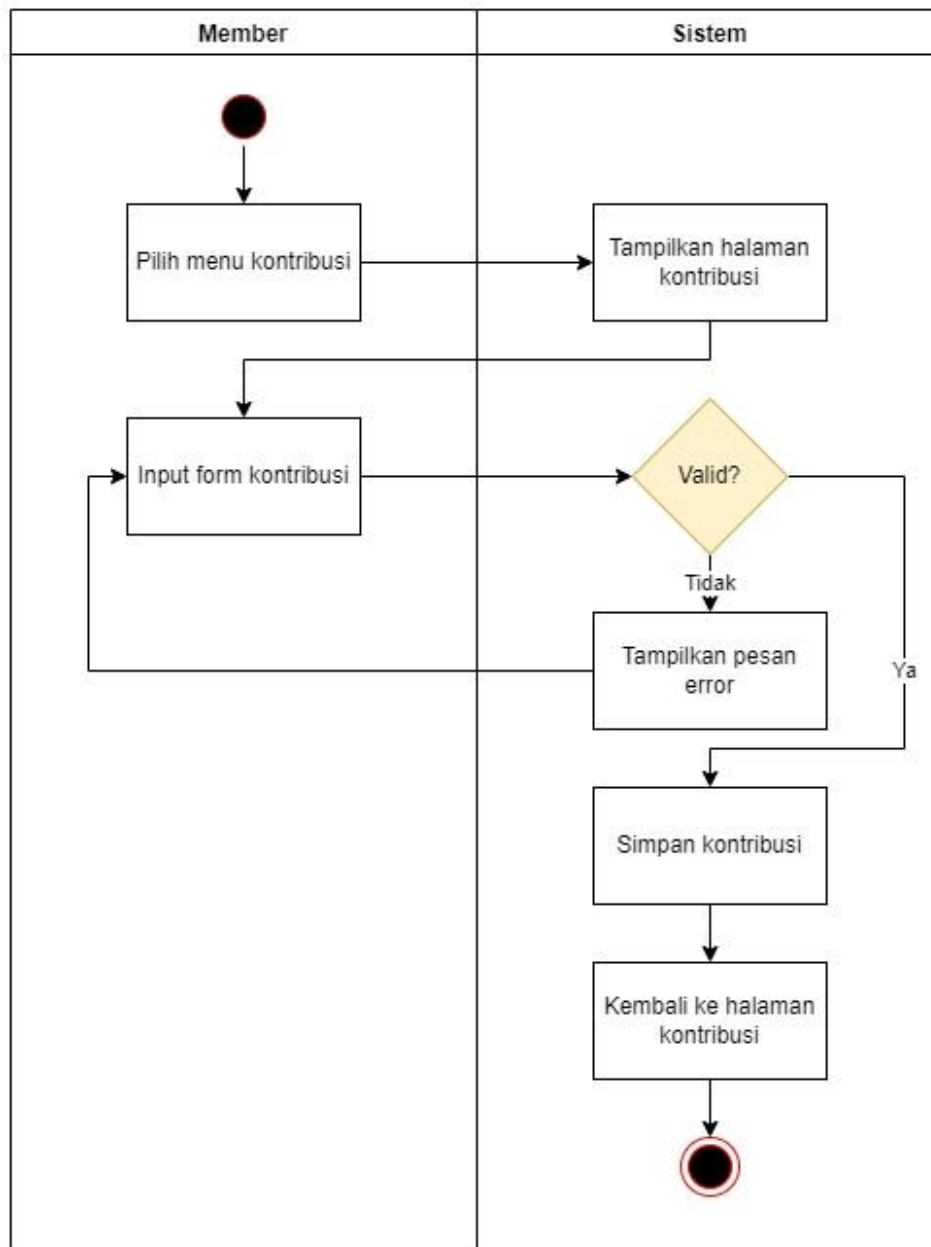 Member
Sistem
Pilih menu kontribusi
Tampilkan halaman
kontribusi
Input form kontribusi
Valid?
Tidak
Tampilkan pesan
error
Ya
Simpan kontribusi
Kembali ke halaman
kontribusi